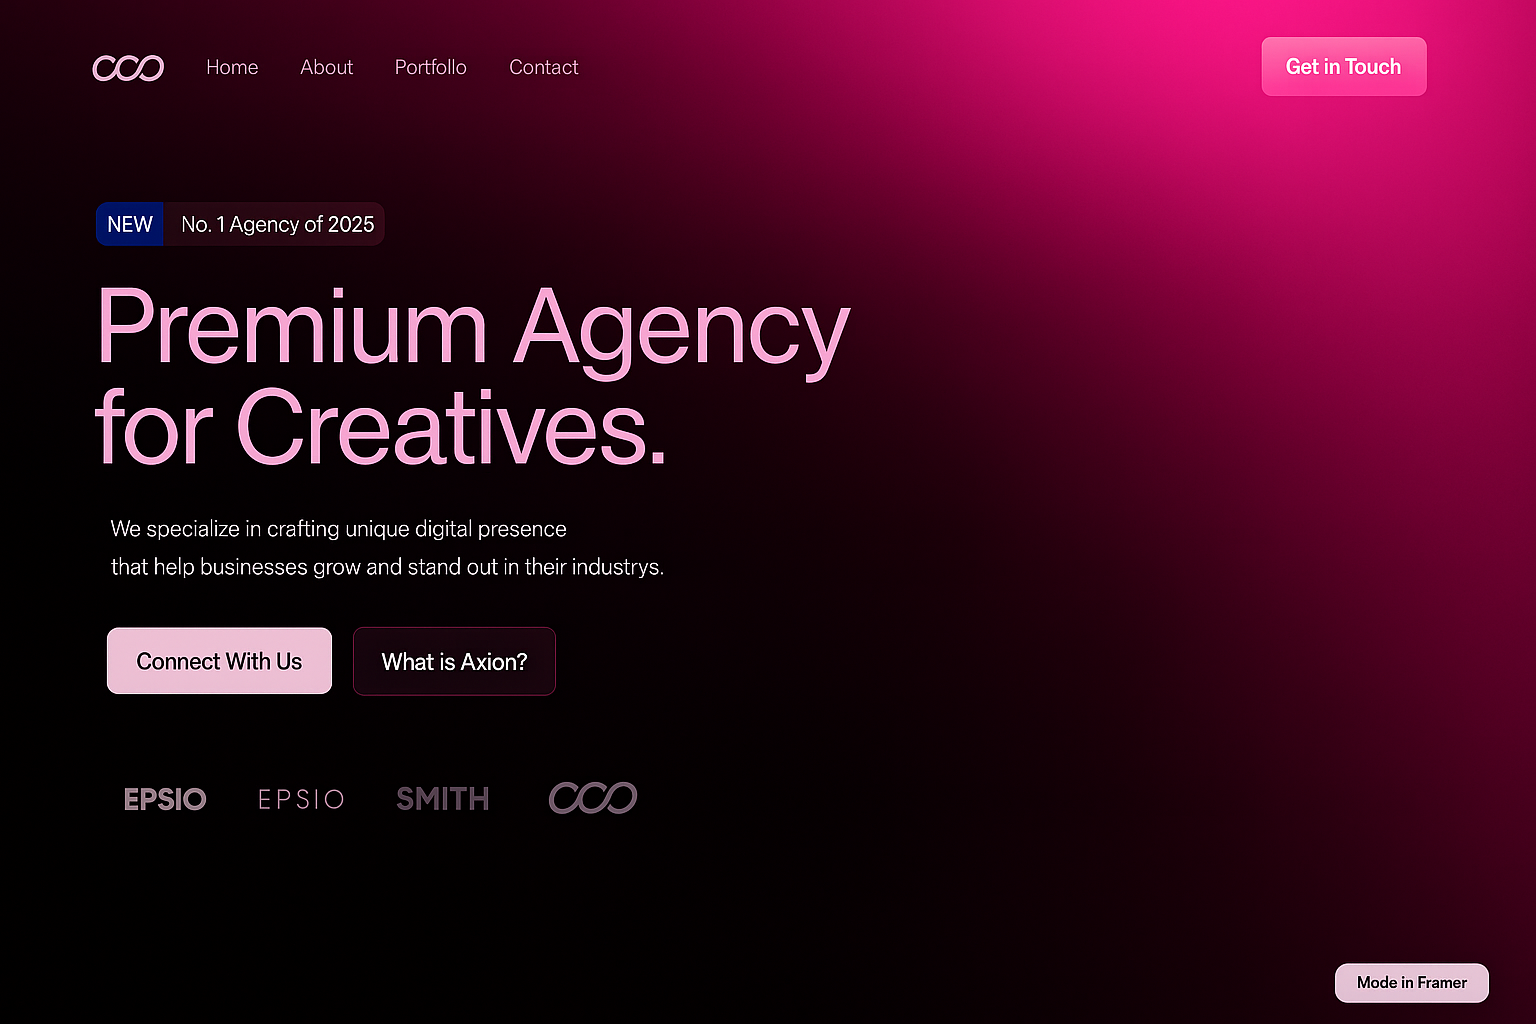 Home About Portfollo Contact
Get in Touch
NEW No. 1 Agency of 2025
Premium Agency
for Creatives.
We specialize in crafting unique digital presence
that help businesses grow and stand out in their industrys.
Connect With Us What is Axion?
EPSIO EPSIO SMITH
Mode in Framer